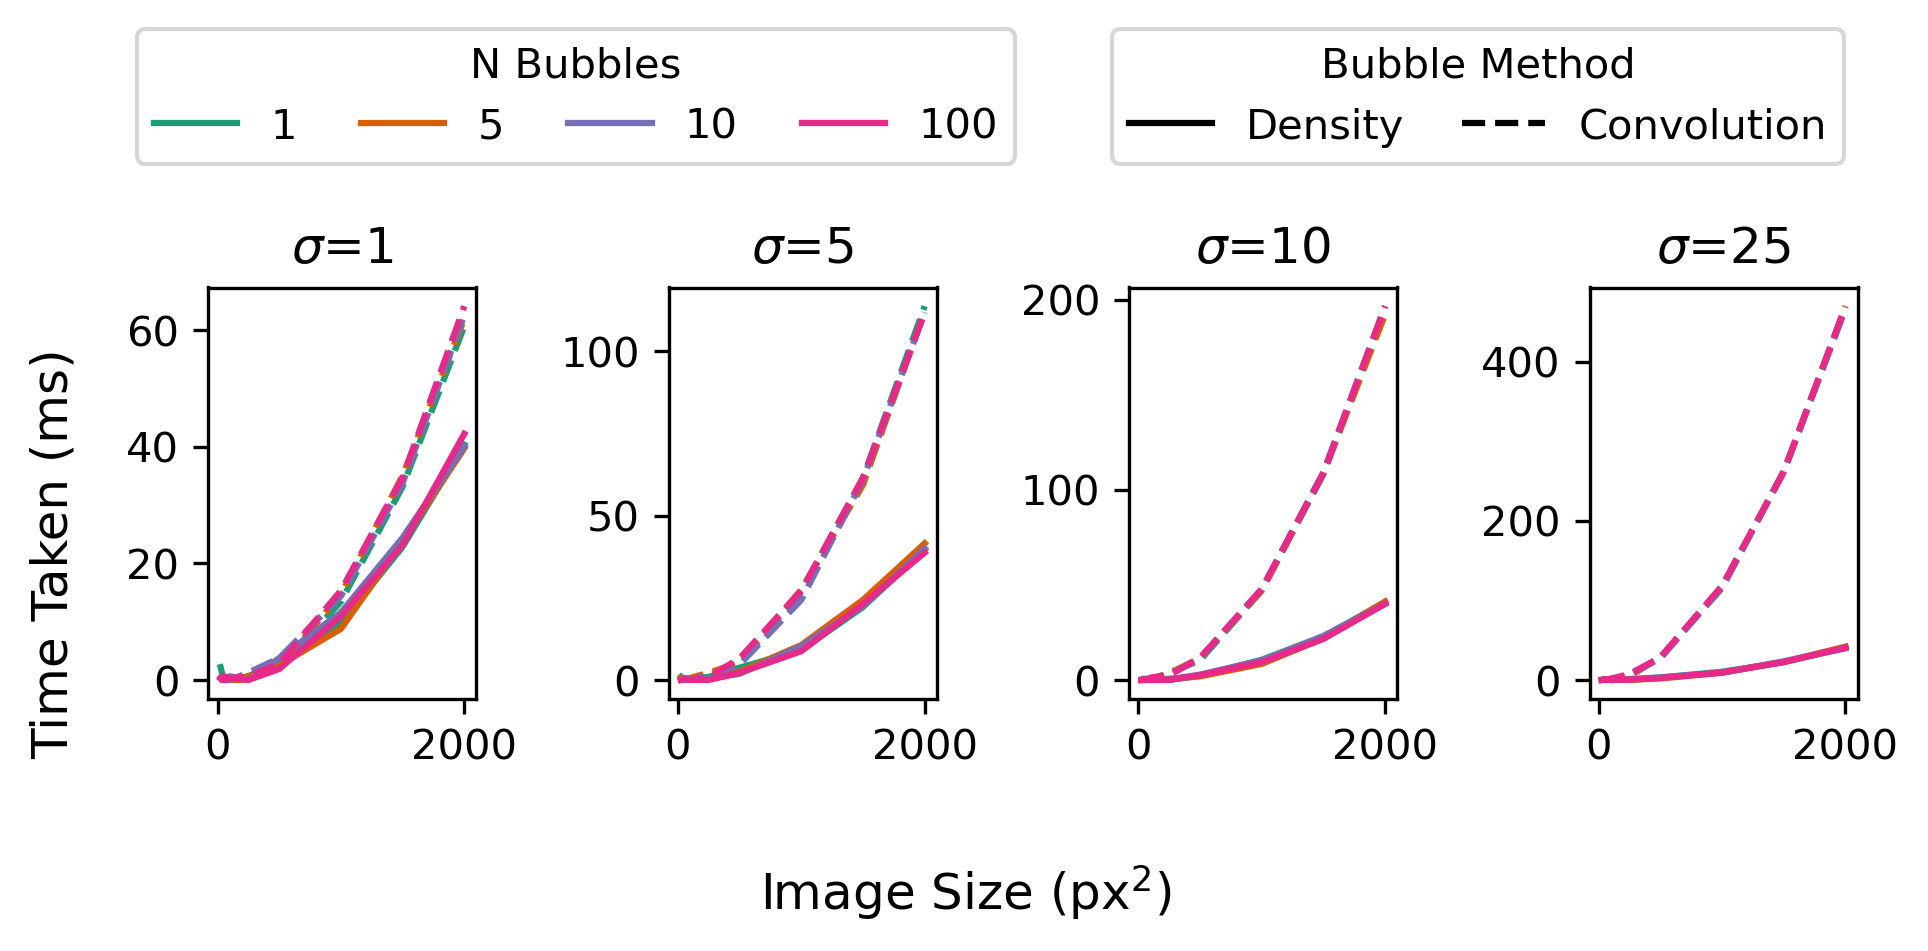 N Bubbles
1 5 10 100
Bubble Method
Density Convolution
Time Taken (ms)
σ=1
60
40
20
0
0 2000
σ=5
100
50
0
0 2000
σ=10
200
100
0
0 2000
σ=25
400
200
0
0 2000
Image Size (px²)